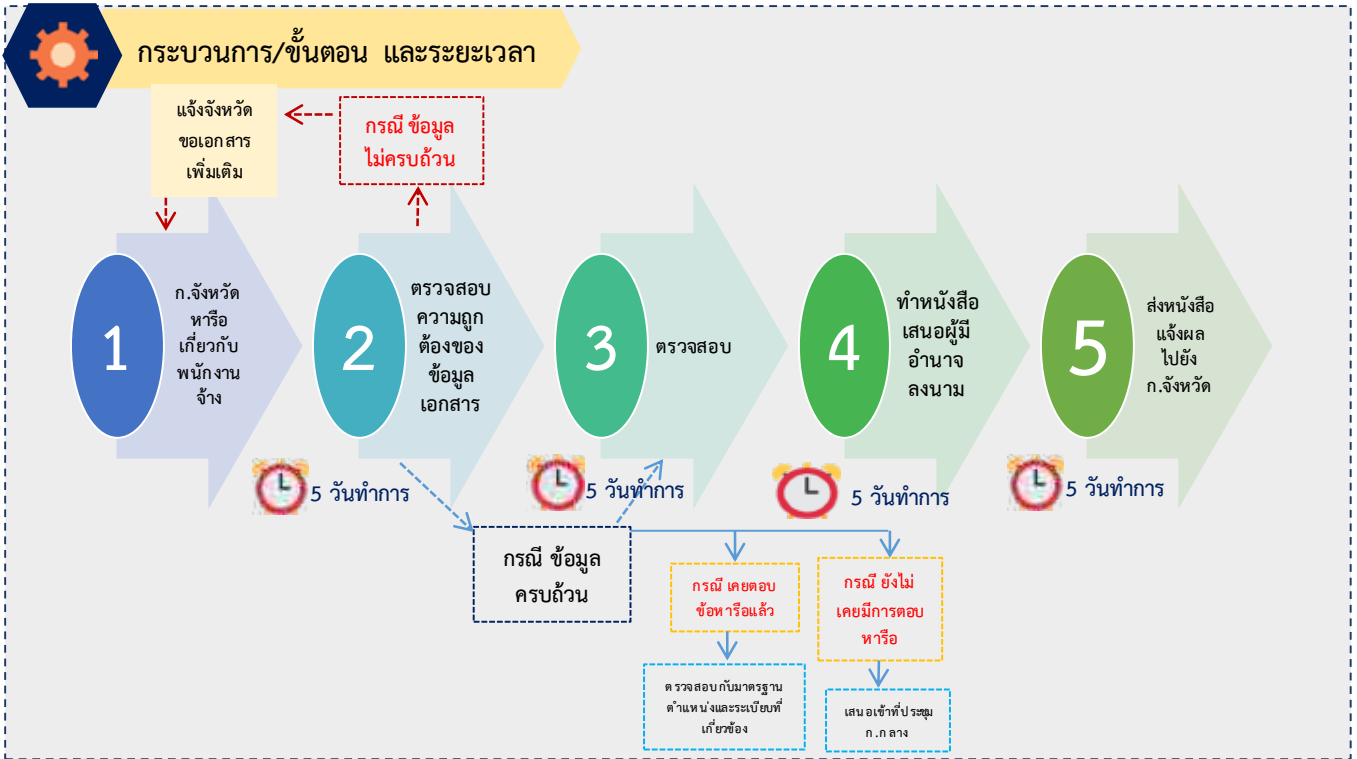 กระบวนการ/ขั้นตอน และระยะเวลา
แจ้งจังหวัด
ขอเอกสาร
เพิ่มเติม
กรณี ข้อมูล
ไม่ครบถ้วน
1
ก.จังหวัด
หารือ
เกี่ยวกับ
พนักงาน
จ้าง
2
ตรวจสอบ
ความถูก
ต้องของ
ข้อมูล
เอกสาร
3
ตรวจสอบ
4
ทำหนังสือ
เสนอผู้มี
อำนาจ
ลงนาม
5
ส่งหนังสือ
แจ้งผล
ไปยัง
ก.จังหวัด
5 วันทำการ
5 วันทำการ
5 วันทำการ
5 วันทำการ
กรณี ข้อมูล
ครบถ้วน
กรณี เคยตอบ
ข้อหารือแล้ว
กรณี ยังไม่
เคยมีการตอบ
หารือ
ตรวจสอบกับมาตรฐาน
ตำแหน่งและระเบียบที่
เกี่ยวข้อง
เสนอเข้าที่ประชุม
ก.กลาง